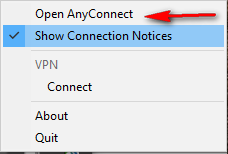 Open AnyConnect
Show Connection Notices
VPN
Connect
About
Quit